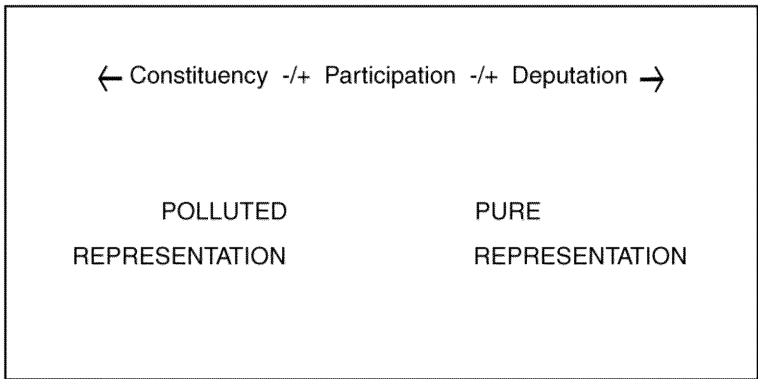 ← Constituency -/+ Participation -/+ Deputation →
POLLUTED PURE
REPRESENTATION REPRESENTATION